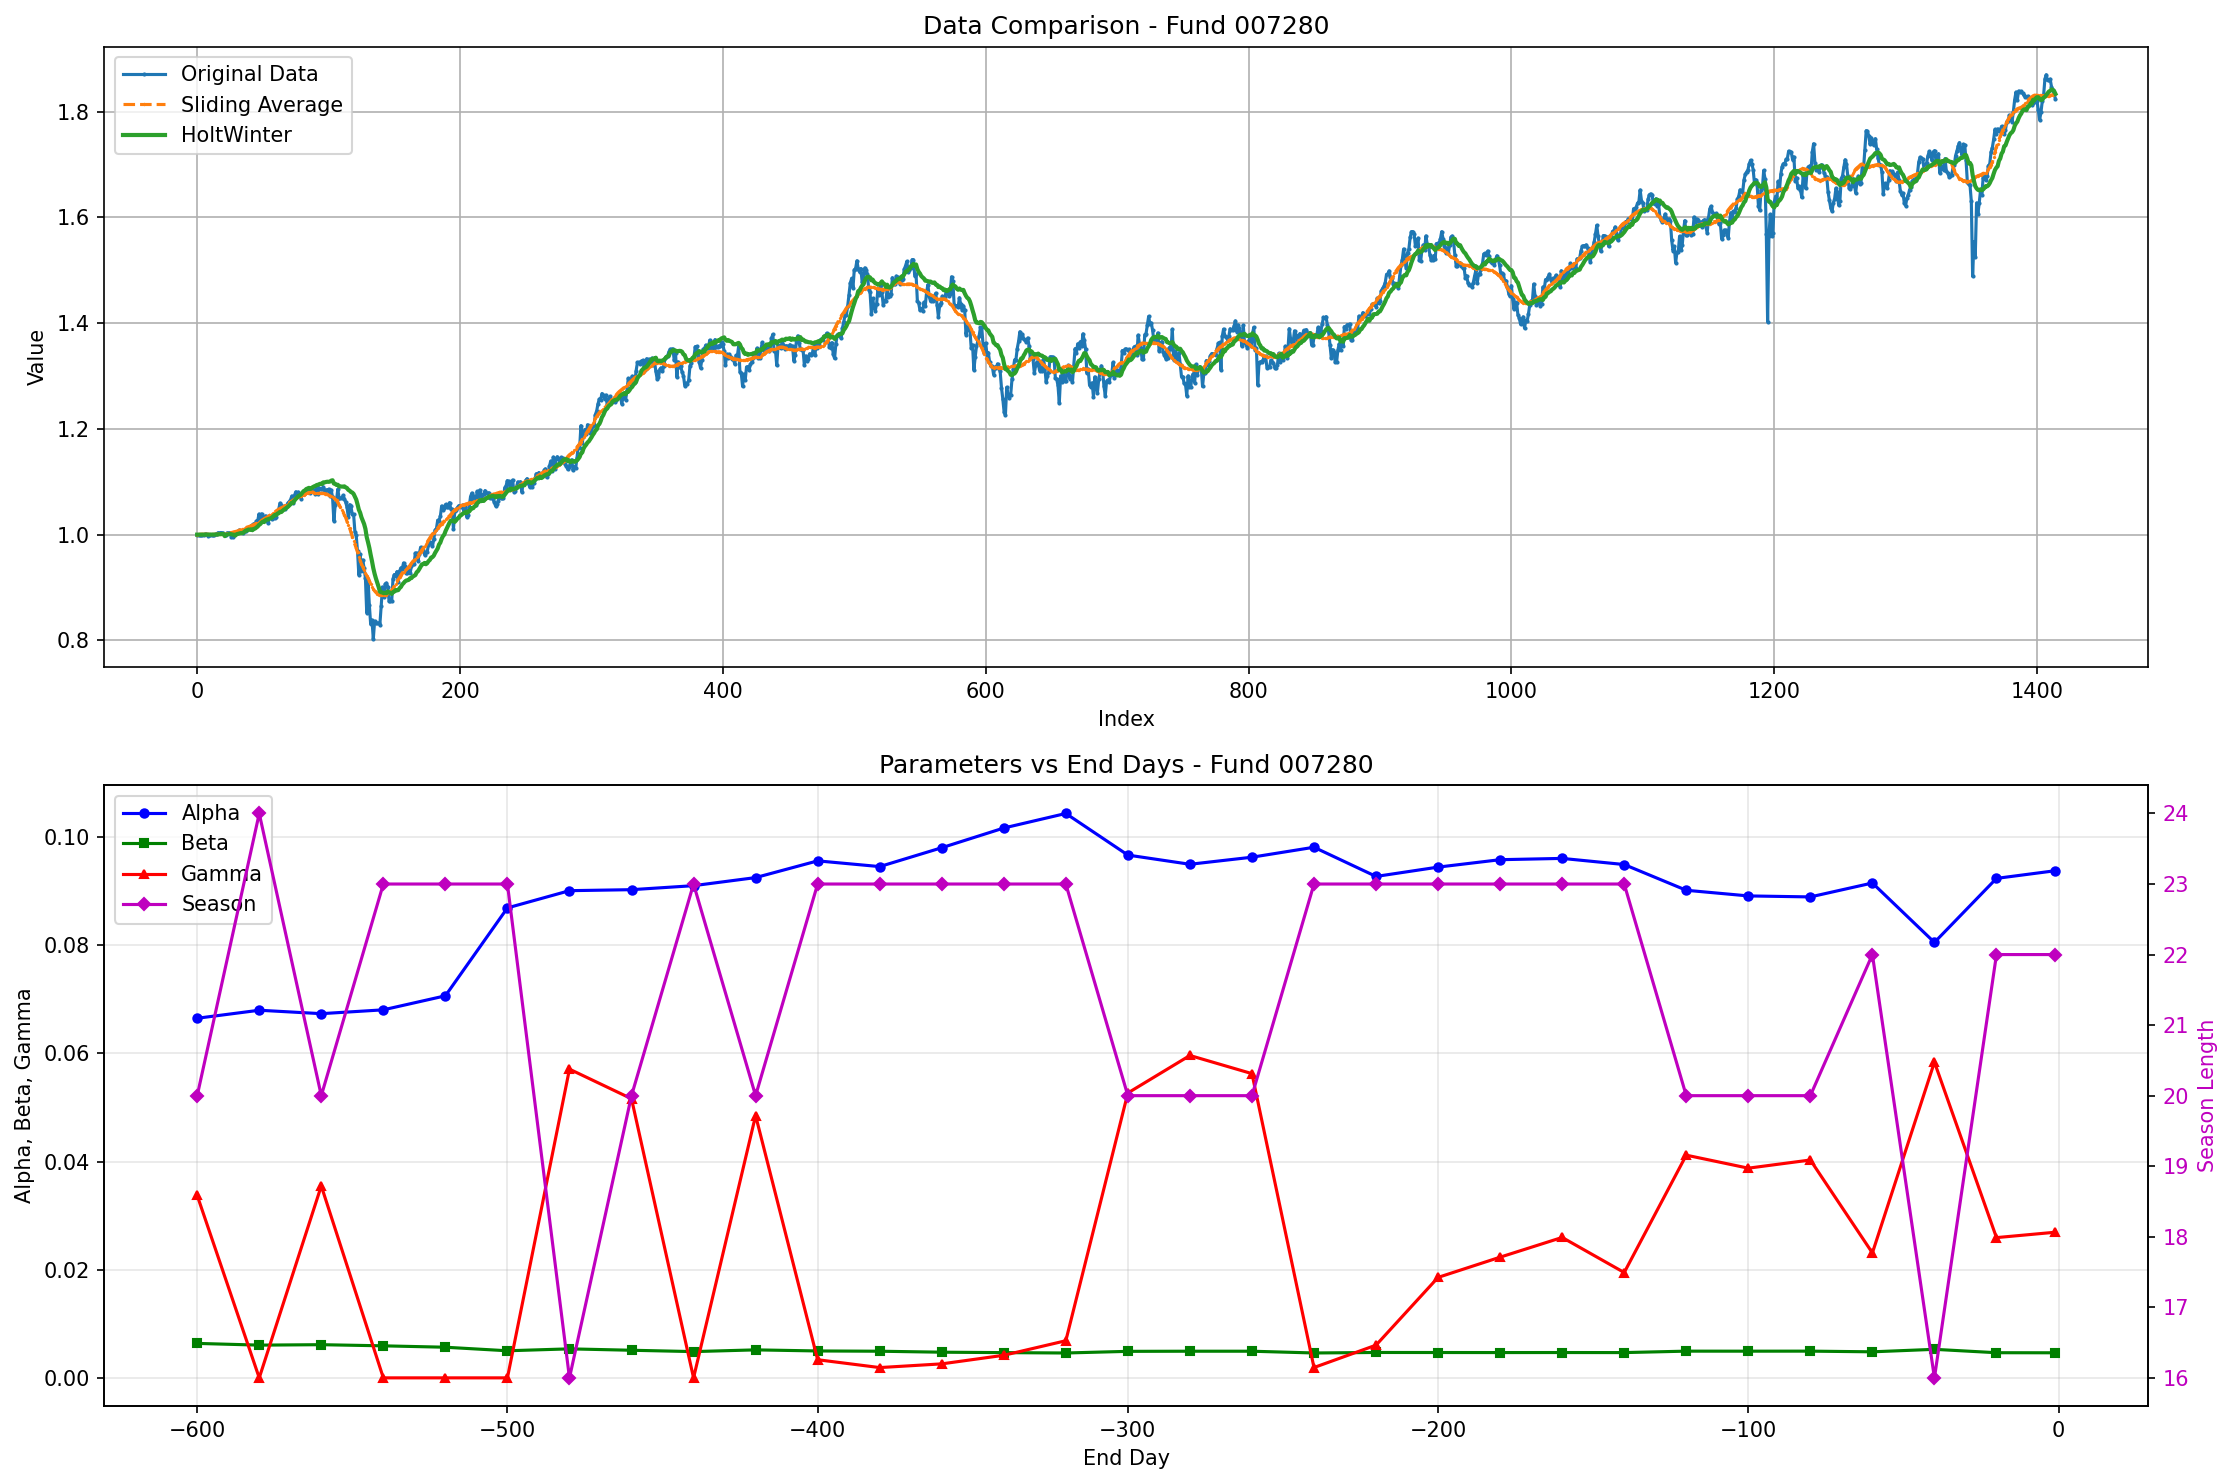 Data Comparison - Fund 007280
Original Data
Sliding Average
HoltWinter
Value
1.8
1.6
1.4
1.2
1.0
0.8
0 200 400 600 800 1000 1200 1400
Index
Parameters vs End Days - Fund 007280
Alpha
Beta
Gamma
Season
Alpha, Beta, Gamma
0.10
0.08
0.06
0.04
0.02
0.00
24
23
22
21
20
19
18
17
16
Season Length
−600 −500 −400 −300 −200 −100 0
End Day